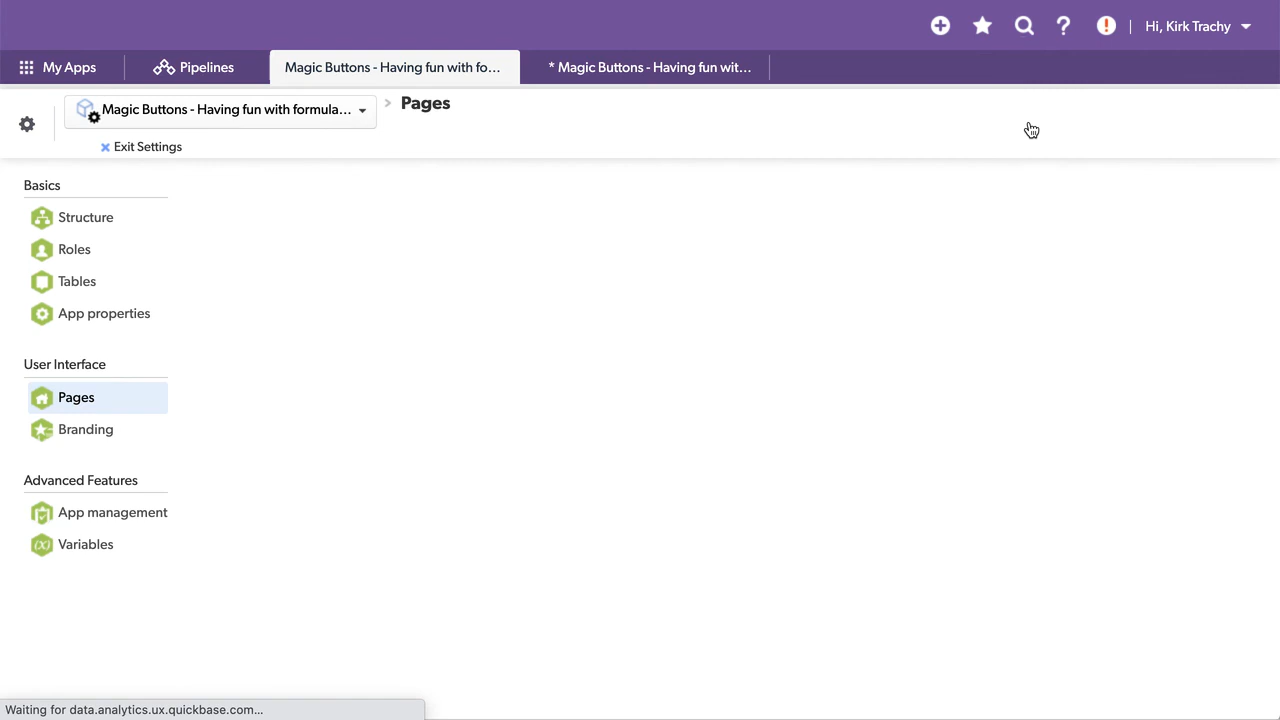 Hi, Kirk Trachy
My Apps
Pipelines
Magic Buttons - Having fun with fo...
* Magic Buttons - Having fun wit...
Magic Buttons - Having fun with formula...
> Pages
Exit Settings
Basics
Structure
Roles
Tables
App properties
User Interface
Pages
Branding
Advanced Features
App management
(x) Variables
Waiting for data.analytics.ux.quickbase.com...